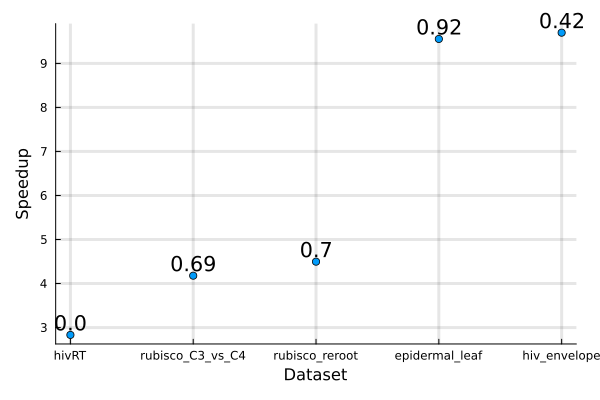 0.92
0.42
9
8
7
6
5
4
3
Speedup
0.7
0.69
0.0
hivRT
rubisco_C3_vs_C4
rubisco_reroot
epidermal_leaf
hiv_envelope
Dataset